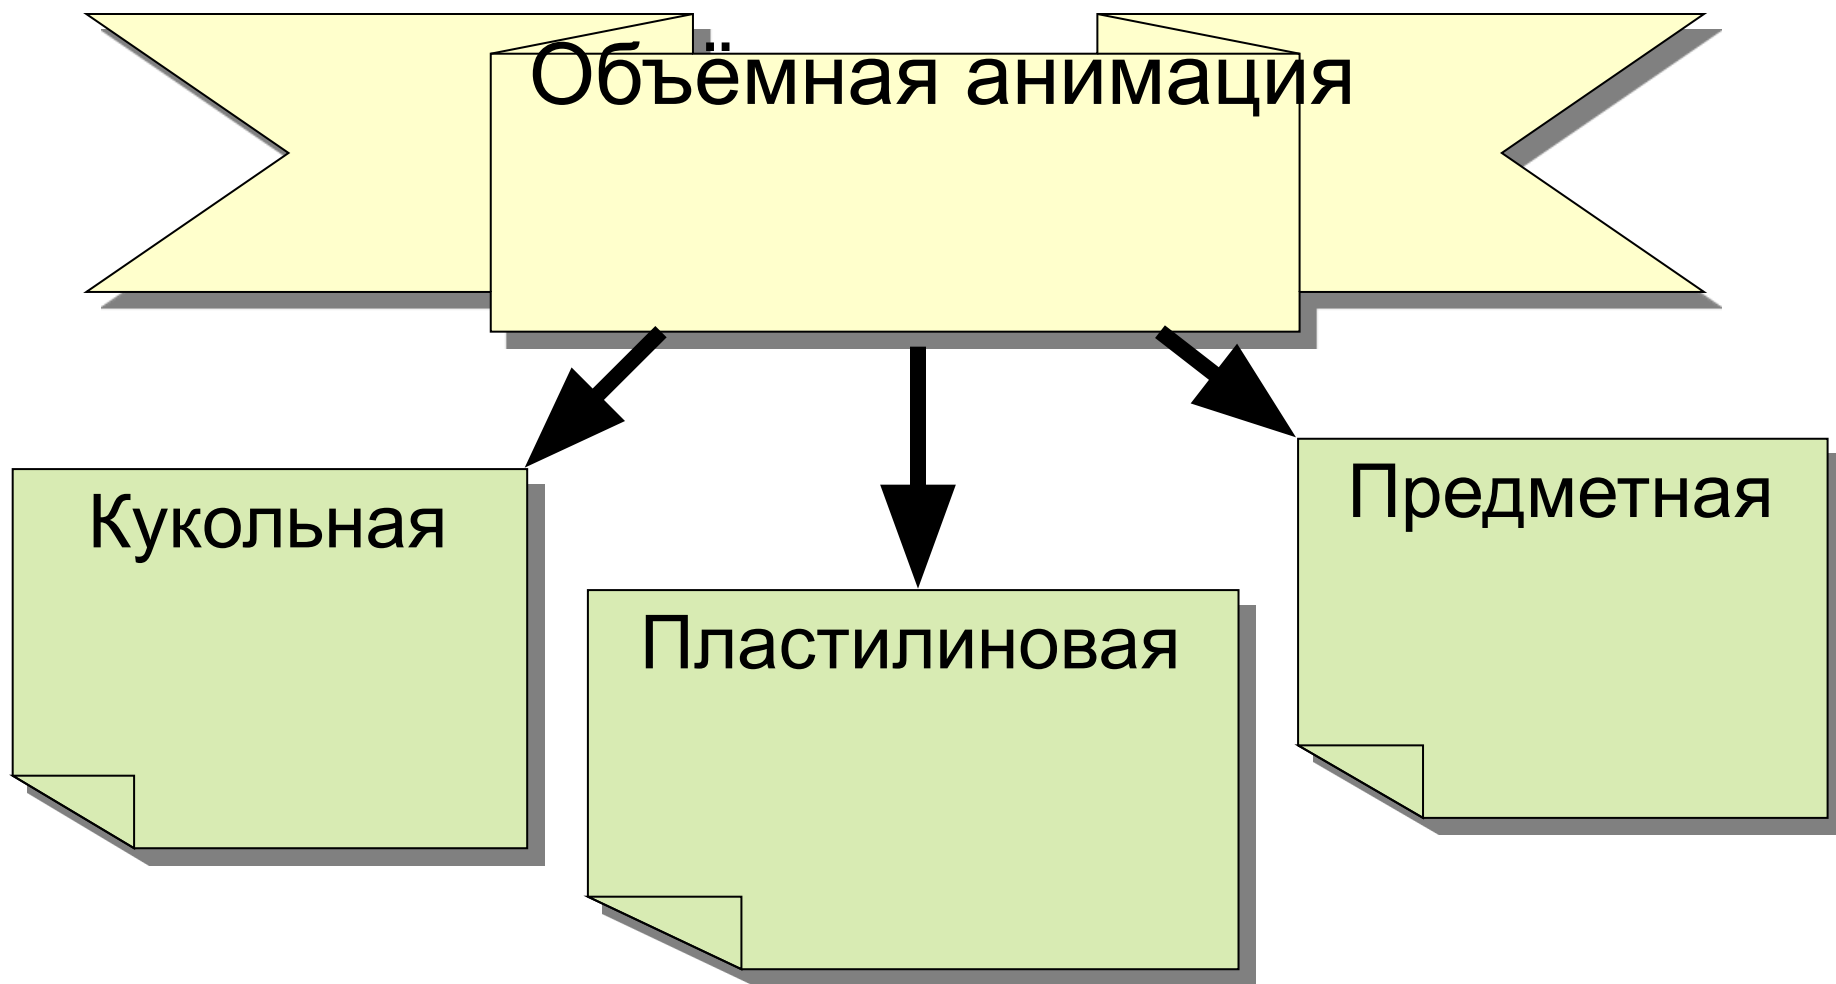 Объёмная анимация
Кукольная
Пластилиновая
Предметная